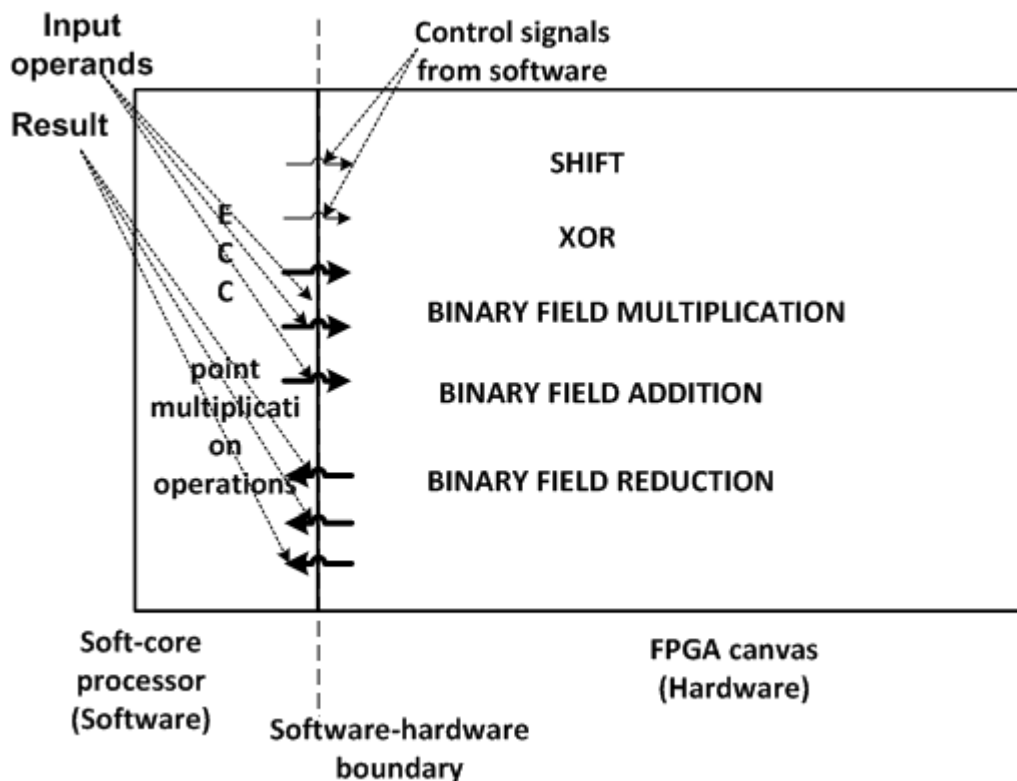 Input
operands
Result
Control signals
from software
SHIFT
XOR
E
C
C
BINARY FIELD MULTIPLICATION
point
multiplicati
on
operations
BINARY FIELD ADDITION
BINARY FIELD REDUCTION
Soft-core
processor
(Software)
Software-hardware
boundary
FPGA canvas
(Hardware)